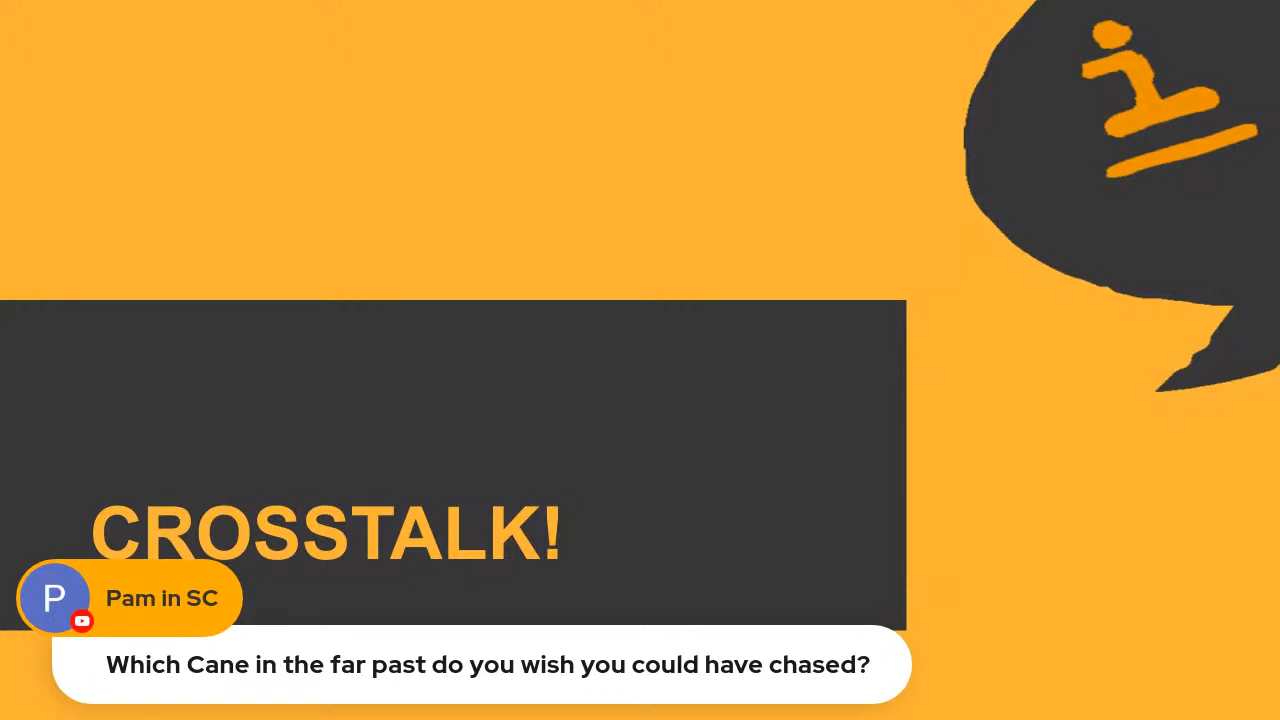 CROSSTALK!
P
Pam in SC
Which Cane in the far past do you wish you could have chased?